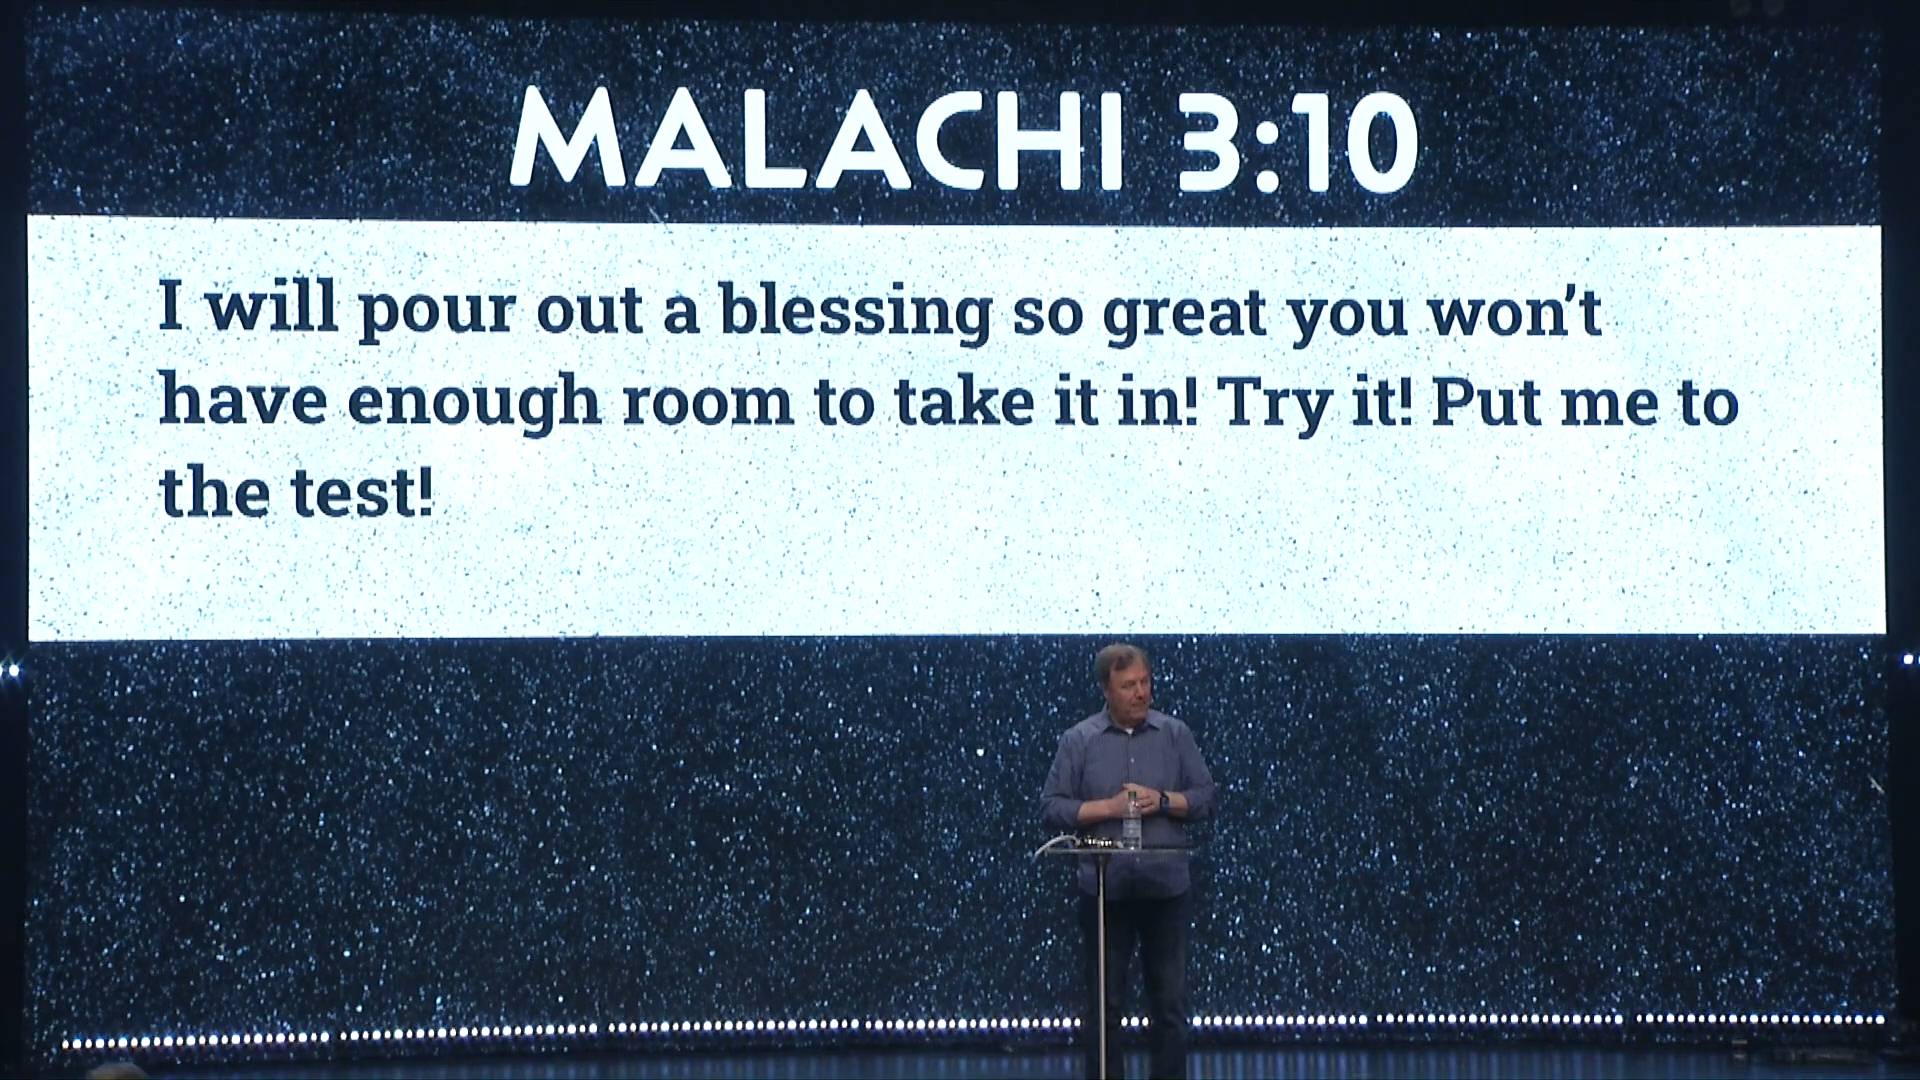 MALACHI 3:10
I will pour out a blessing so great you won’t
have enough room to take it in! Try it! Put me to
the test!